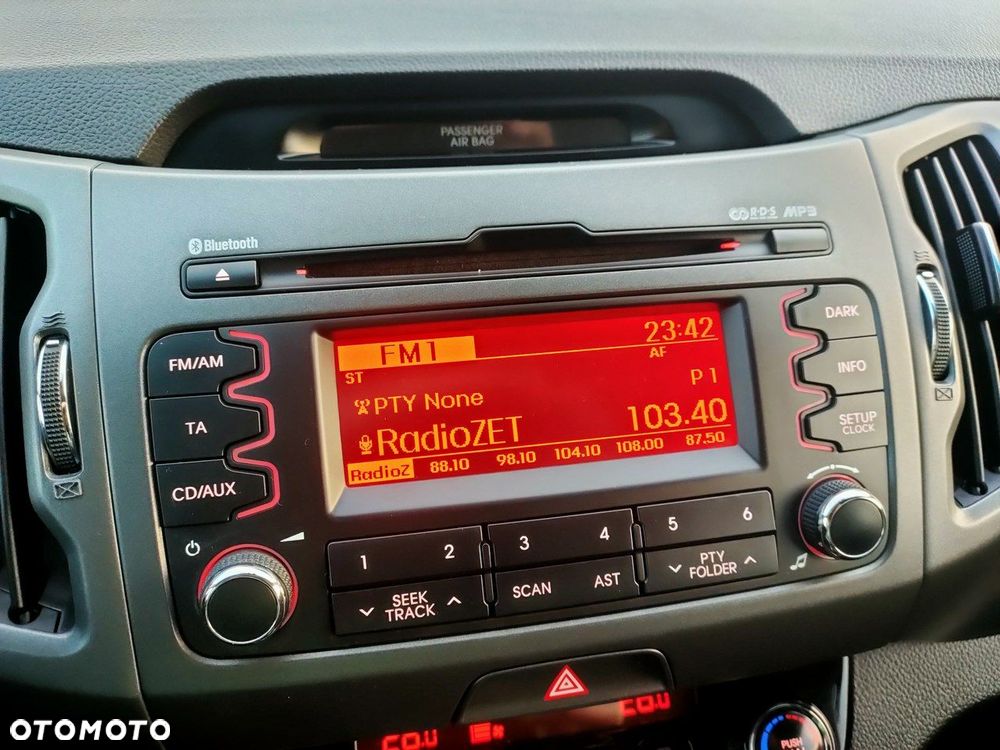 PASSENGER
AIR BAG
Bluetooth
R·D·S MP3
FM/AM
TA
CD/AUX
FM1 23:42
ST AF
PTY None P 1
RadioZET 103.40
RadioZ 88.10 98.10 104.10 108.00 87.50
DARK
INFO
SETUP
CLOCK
1 2 3 4 5 6
SEEK
TRACK
SCAN AST
PTY
FOLDER
PUSH
OTOMOTO